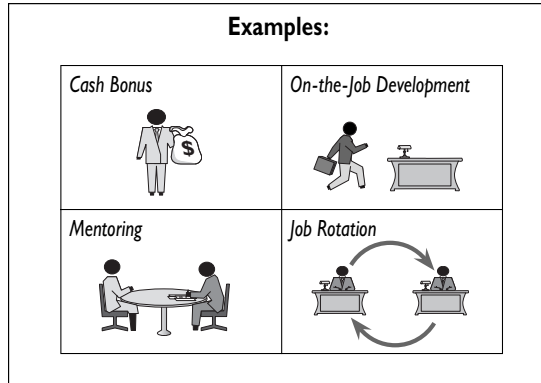 Examples:
Cash Bonus
On-the-Job Development
$
Mentoring
Job Rotation